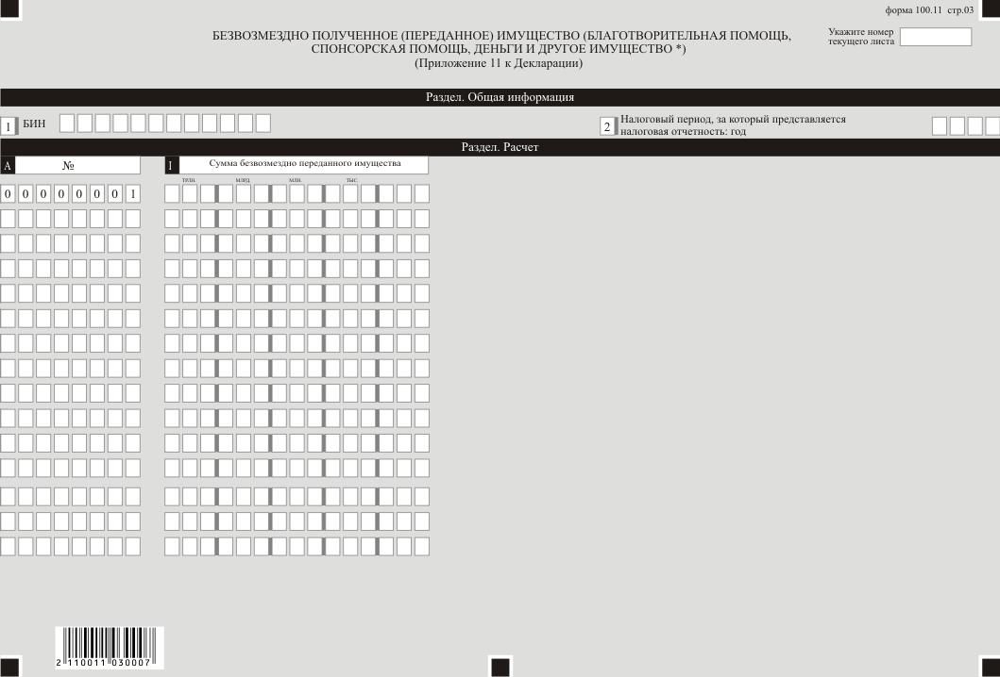 форма 100.11 стр.03
БЕЗВОЗМЕЗДНО ПОЛУЧЕННОЕ (ПЕРЕДАННОЕ) ИМУЩЕСТВО (БЛАГОТВОРИТЕЛЬНАЯ ПОМОЩЬ,
СПОНСОРСКАЯ ПОМОЩЬ, ДЕНЬГИ И ДРУГОЕ ИМУЩЕСТВО *)
(Приложение 11 к Декларации)
Укажите номер
текущего листа
Раздел. Общая информация
1 БИН
2 Налоговый период, за который представляется
налоговая отчетность: год
Раздел. Расчет
A №
I Сумма безвозмездно переданного имущества
трлн. млрд. млн. тыс.
0 0 0 0 0 0 0 1
2 110011 030007